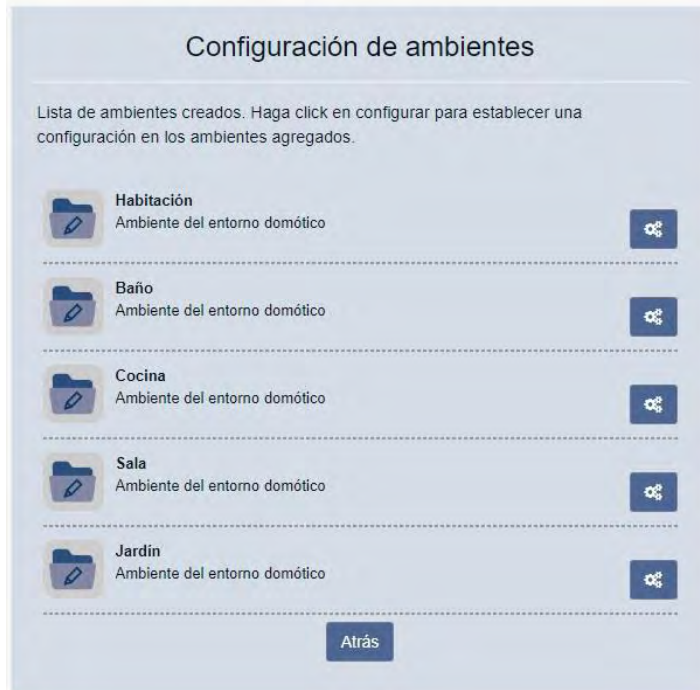 Configuración de ambientes
Lista de ambientes creados. Haga click en configurar para establecer una
configuración en los ambientes agregados.
Habitación
Ambiente del entorno domótico
Baño
Ambiente del entorno domótico
Cocina
Ambiente del entorno domótico
Sala
Ambiente del entorno domótico
Jardín
Ambiente del entorno domótico
Atrás